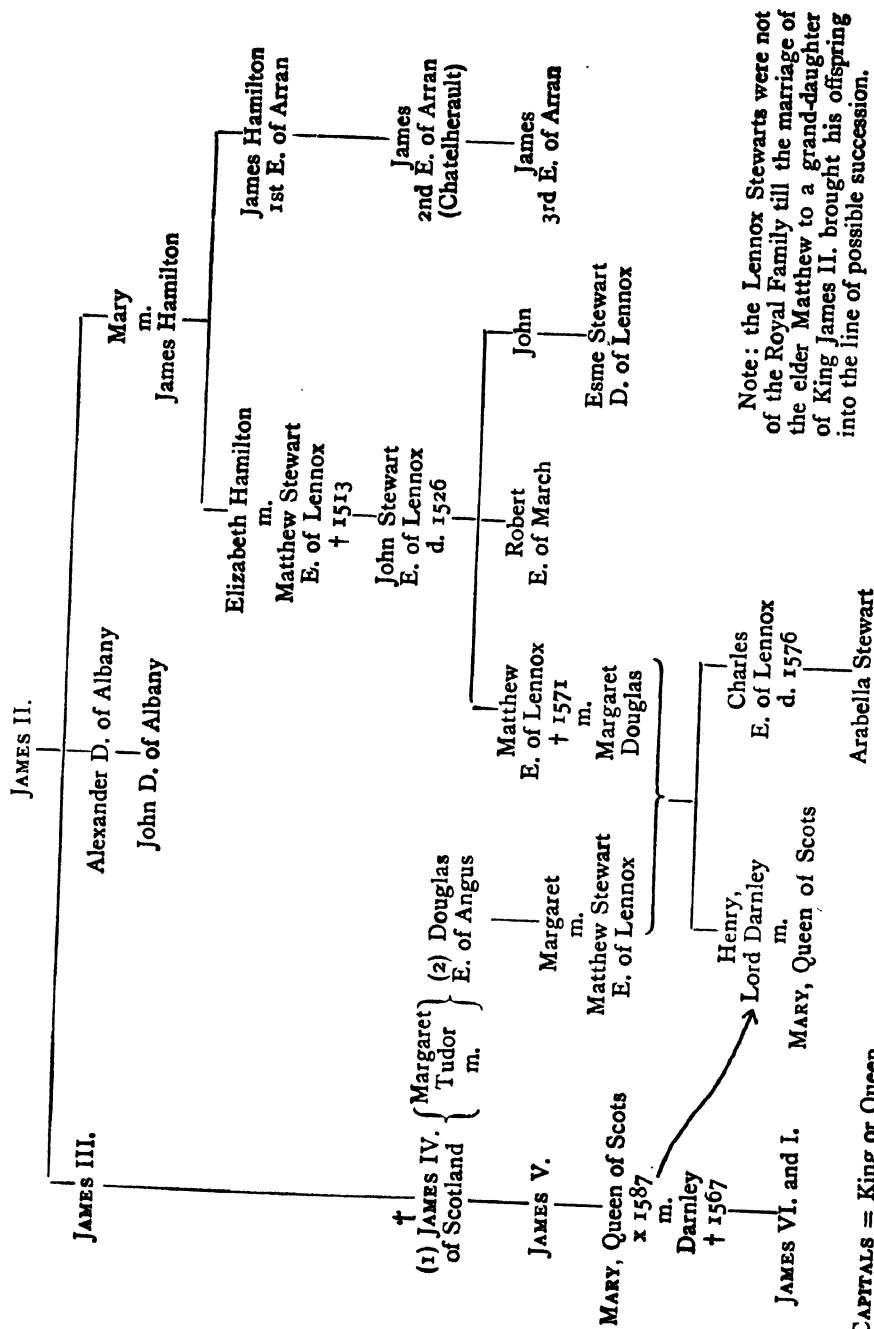 JAMES II.
JAMES III.
Alexander D. of Albany
John D. of Albany
Mary
m.
James Hamilton
Elizabeth Hamilton
m.
Matthew Stewart
E. of Lennox
† 1513
John Stewart
E. of Lennox
d. 1526
James Hamilton
1st E. of Arran
James
2nd E. of Arran
(Chatelherault)
James
3rd E. of Arran
†
(1) JAMES IV.
of Scotland
Margaret
Tudor
m.
(2) Douglas
E. of Angus
JAMES V.
Margaret
m.
Matthew Stewart
E. of Lennox
Matthew
E. of Lennox
† 1571
m.
Margaret
Douglas
Robert
E. of March
John
Esme Stewart
D. of Lennox
MARY, Queen of Scots
x 1587
m.
Darnley
† 1567
JAMES VI. and I.
Henry,
Lord Darnley
m.
MARY, Queen of Scots
Charles
E. of Lennox
d. 1576
Arabella Stewart
Note: the Lennox Stewarts were not
of the Royal Family till the marriage of
the elder Matthew to a grand-daughter
of King James II. brought his offspring
into the line of possible succession.
CAPITALS = King or Queen